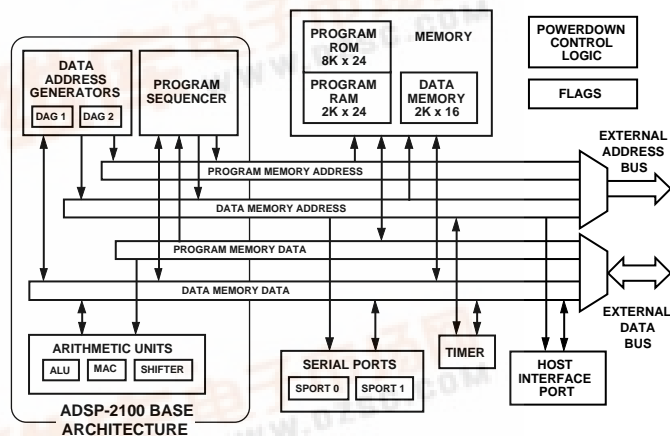 DATA
ADDRESS
GENERATORS
DAG 1
DAG 2
PROGRAM
SEQUENCER
PROGRAM
ROM
8K x 24
PROGRAM
RAM
2K x 24
MEMORY
DATA
MEMORY
2K x 16
POWERDOWN
CONTROL
LOGIC
FLAGS
EXTERNAL
ADDRESS
BUS
PROGRAM MEMORY ADDRESS
DATA MEMORY ADDRESS
PROGRAM MEMORY DATA
DATA MEMORY DATA
EXTERNAL
DATA
BUS
ARITHMETIC UNITS
ALU
MAC
SHIFTER
SERIAL PORTS
SPORT 0
SPORT 1
TIMER
HOST
INTERFACE
PORT
ADSP-2100 BASE
ARCHITECTURE